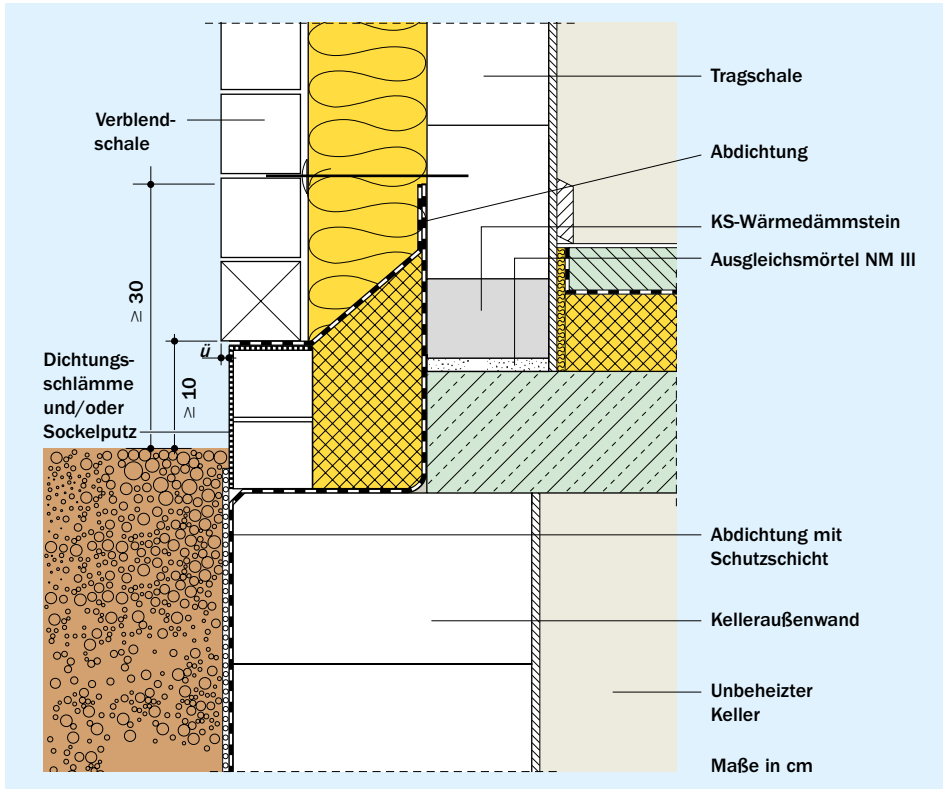 Verblend-
schale
≥ 30
ü
≥ 10
Dichtungs-
schlämme
und/oder
Sockelputz
Tragschale
Abdichtung
KS-Wärmedämmstein
Ausgleichsmörtel NM III
Abdichtung mit
Schutzschicht
Kelleraußenwand
Unbeheizter
Keller
Maße in cm